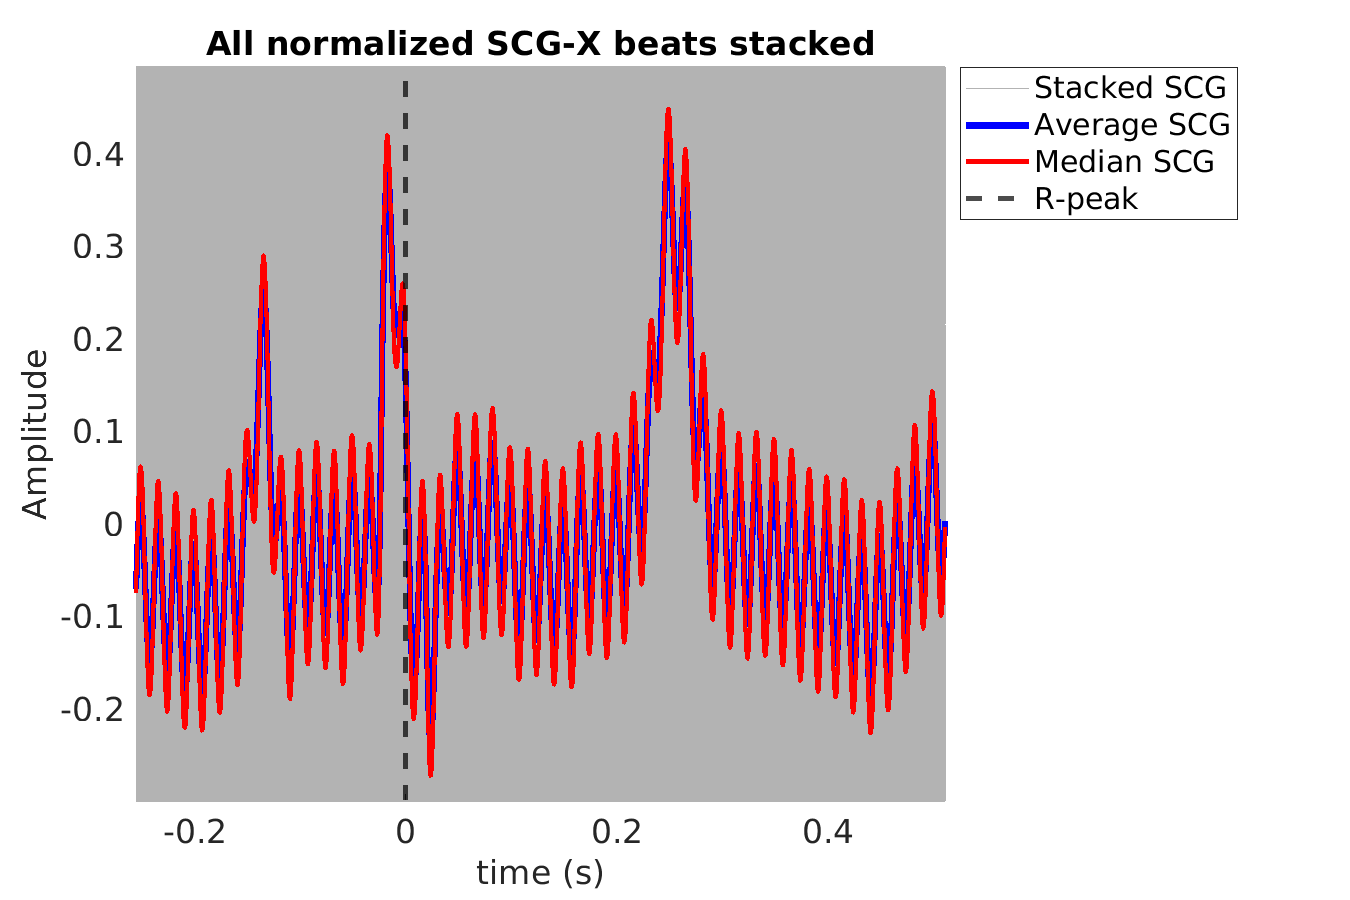 All normalized SCG-X beats stacked
Stacked SCG
Average SCG
Median SCG
R-peak
Amplitude
0.4
0.3
0.2
0.1
0
-0.1
-0.2
-0.2 0 0.2 0.4
time (s)